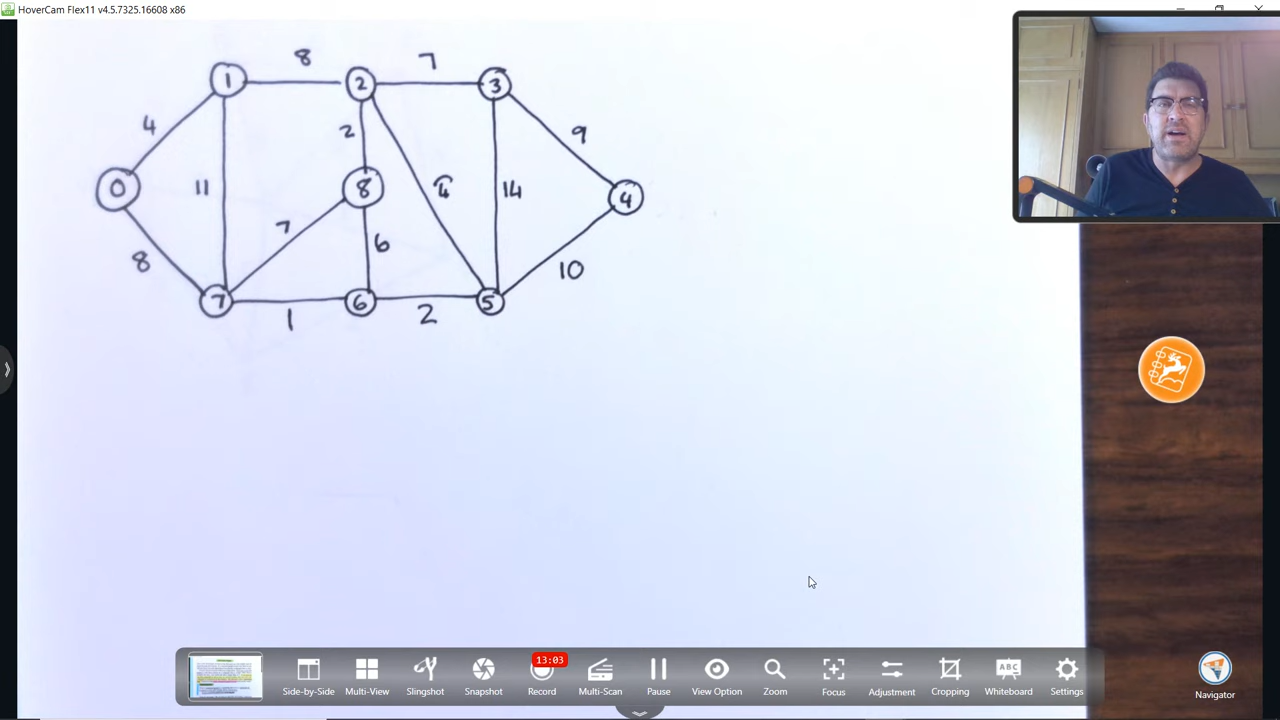 HoverCam Flex11 v4.5.7325.16608 x86
8 7
1 2 3
4 2 9
0 11 8 4 14 4
7 6
8 10
7 6 5
1 2
13:03
Side-by-Side Multi-View Slingshot Snapshot Record Multi-Scan Pause View Option Zoom Focus Adjustment Cropping ABC Whiteboard Settings Navigator